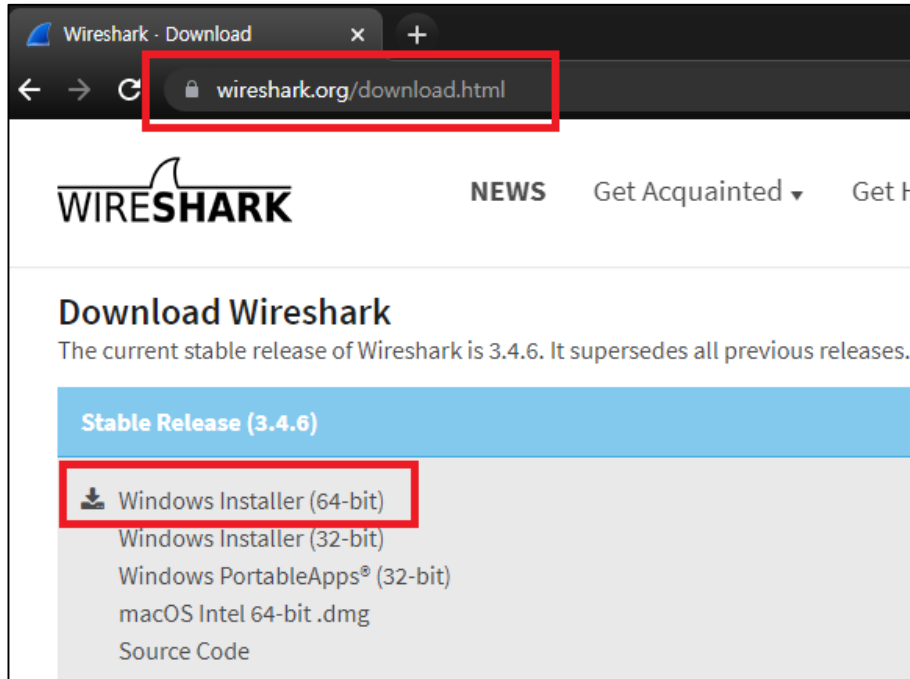 Wireshark · Download
wireshark.org/download.html
WIRESHARK
NEWS Get Acquainted Get
Download Wireshark
The current stable release of Wireshark is 3.4.6. It supersedes all previous releases.
Stable Release (3.4.6)
Windows Installer (64-bit)
Windows Installer (32-bit)
Windows PortableApps® (32-bit)
macOS Intel 64-bit .dmg
Source Code